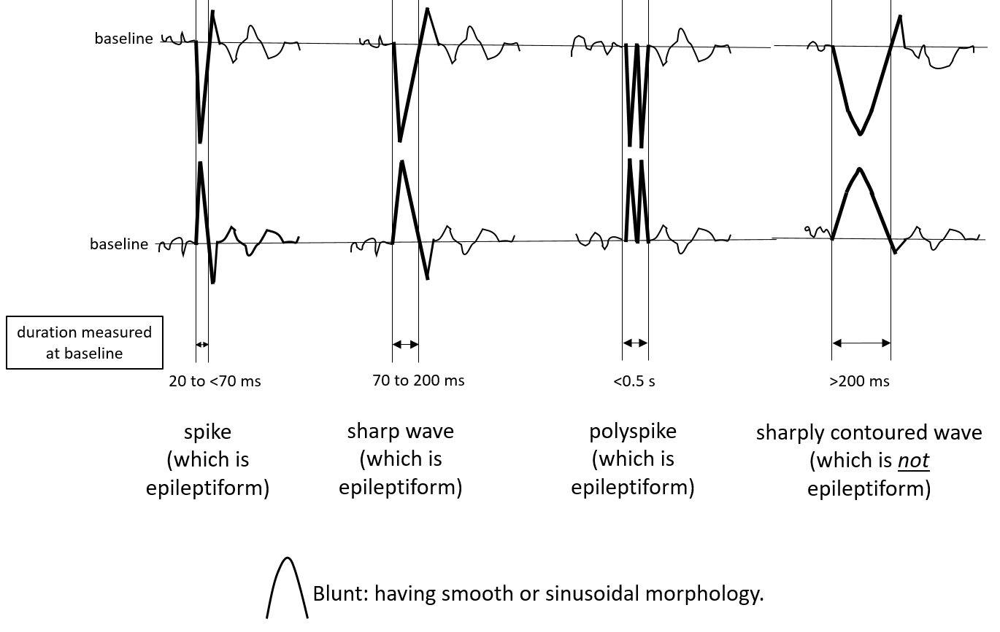 baseline
baseline
duration measured
at baseline
20 to <70 ms
70 to 200 ms
<0.5 s
>200 ms
spike
(which is
epileptiform)
sharp wave
(which is
epileptiform)
polyspike
(which is
epileptiform)
sharply contoured wave
(which is not
epileptiform)
Blunt: having smooth or sinusoidal morphology.